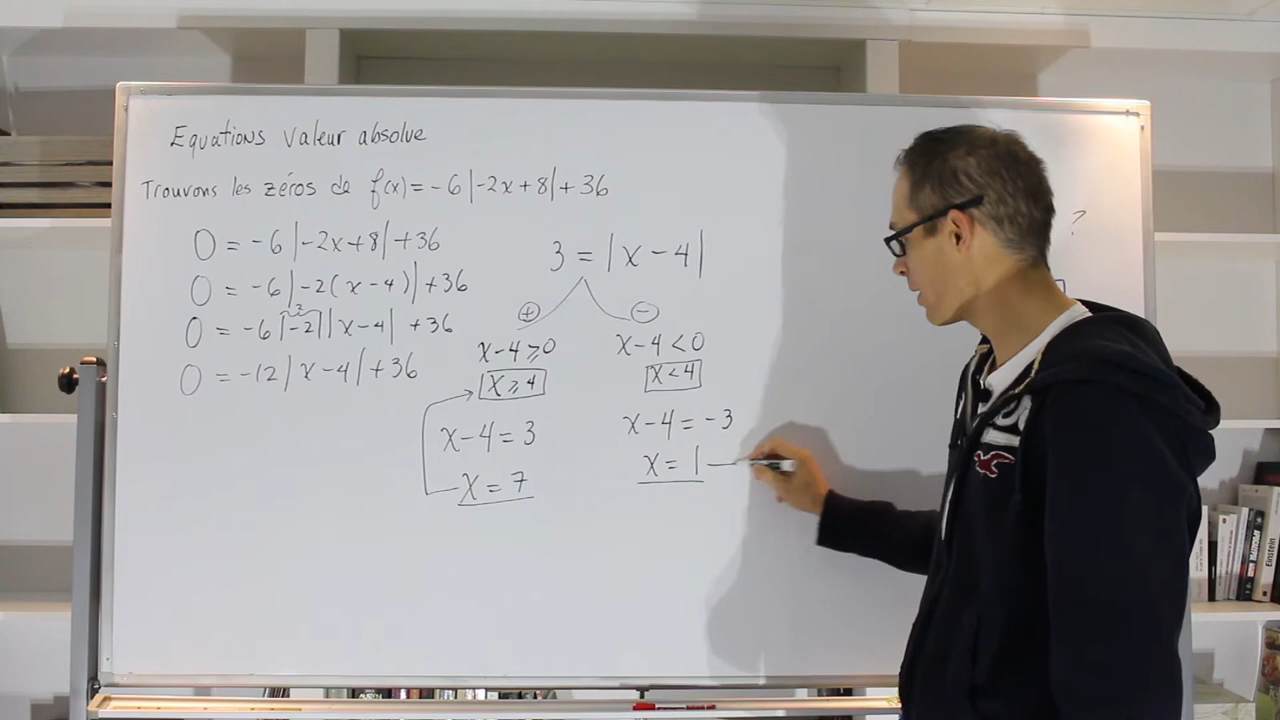 Equations valeur absolue
Trouvons les zéros de f(x) = -6|-2x+8|+36
0 = -6|-2x+8|+36
0 = -6|-2(x-4)|+36
2
0 = -6|-2||x-4| +36
0 = -12|x-4|+36
3 = |x-4|
+
x-4⩾0
x⩾4
x-4=3
x=7
-
x-4<0
x<4
x-4=-3
x=1
?
Einstein